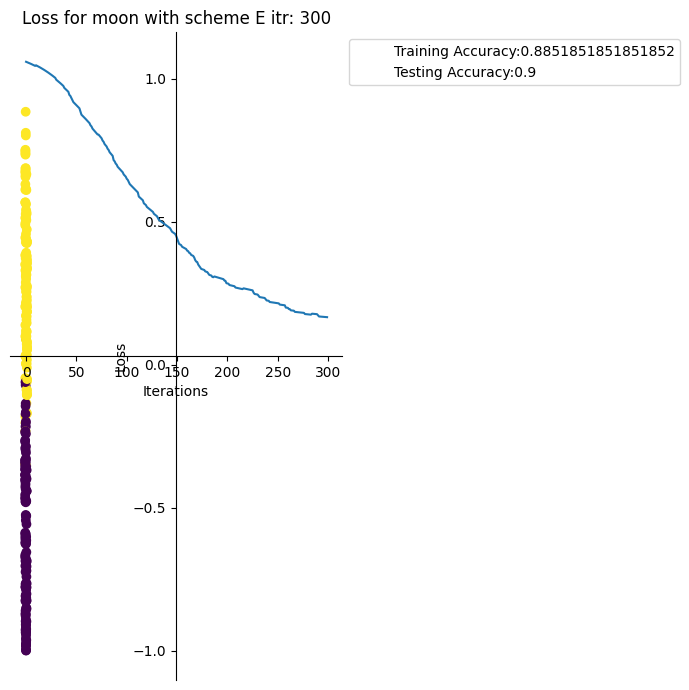 Loss for moon with scheme E itr: 300
Training Accuracy:0.8851851851851852
Testing Accuracy:0.9
1.0
0.5
0.0
Loss
0 50 100 150 200 250 300
Iterations
−0.5
−1.0